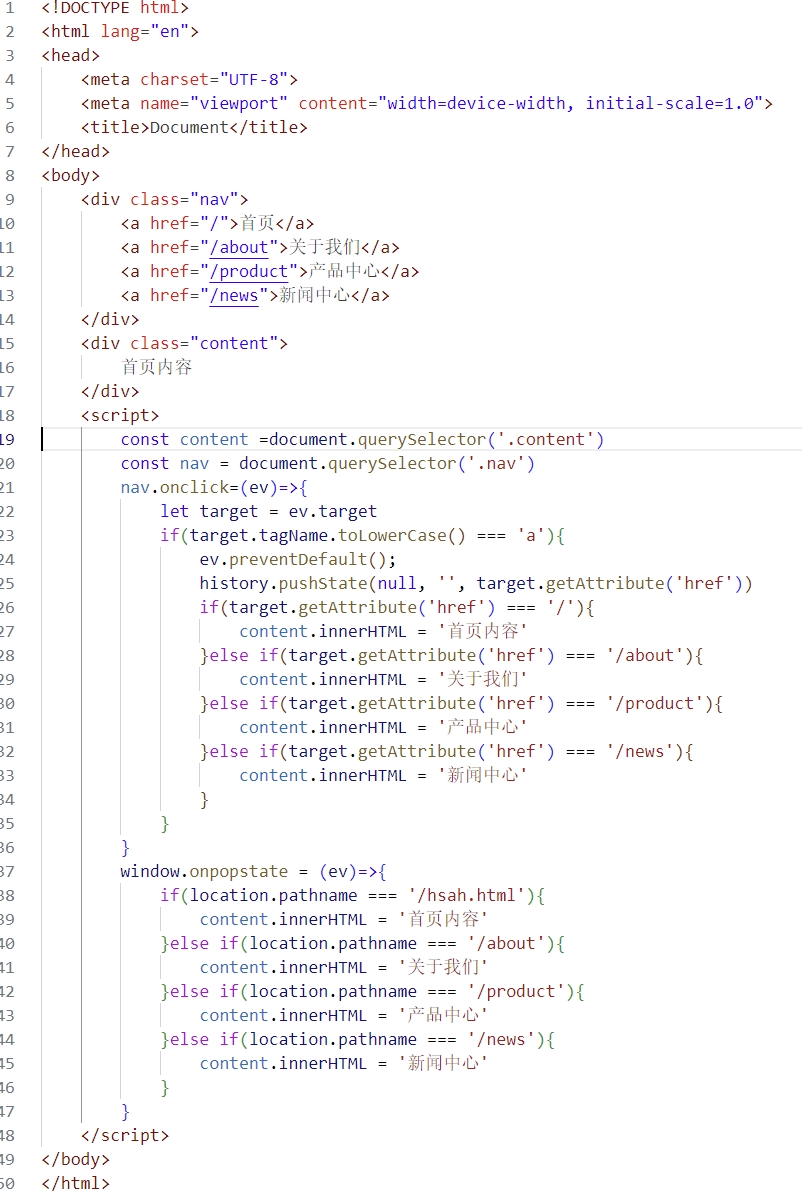 1 <!DOCTYPE html>
2 <html lang="en">
3 <head>
4     <meta charset="UTF-8">
5     <meta name="viewport" content="width=device-width, initial-scale=1.0">
6     <title>Document</title>
7 </head>
8 <body>
9     <div class="nav">
10         <a href="/">首页</a>
11         <a href="/about">关于我们</a>
12         <a href="/product">产品中心</a>
13         <a href="/news">新闻中心</a>
14     </div>
15     <div class="content">
16         首页内容
17     </div>
18     <script>
19         const content =document.querySelector('.content')
20         const nav = document.querySelector('.nav')
21         nav.onclick=(ev)=>{
22             let target = ev.target
23             if(target.tagName.toLowerCase() === 'a'){
24                 ev.preventDefault();
25                 history.pushState(null, '', target.getAttribute('href'))
26                 if(target.getAttribute('href') === '/'){
27                     content.innerHTML = '首页内容'
28                 }else if(target.getAttribute('href') === '/about'){
29                     content.innerHTML = '关于我们'
30                 }else if(target.getAttribute('href') === '/product'){
31                     content.innerHTML = '产品中心'
32                 }else if(target.getAttribute('href') === '/news'){
33                     content.innerHTML = '新闻中心'
34                 }
35             }
36         }
37         window.onpopstate = (ev)=>{
38             if(location.pathname === '/hsah.html'){
39                 content.innerHTML = '首页内容'
40             }else if(location.pathname === '/about'){
41                 content.innerHTML = '关于我们'
42             }else if(location.pathname === '/product'){
43                 content.innerHTML = '产品中心'
44             }else if(location.pathname === '/news'){
45                 content.innerHTML = '新闻中心'
46             }
47         }
48     </script>
49 </body>
50 </html>